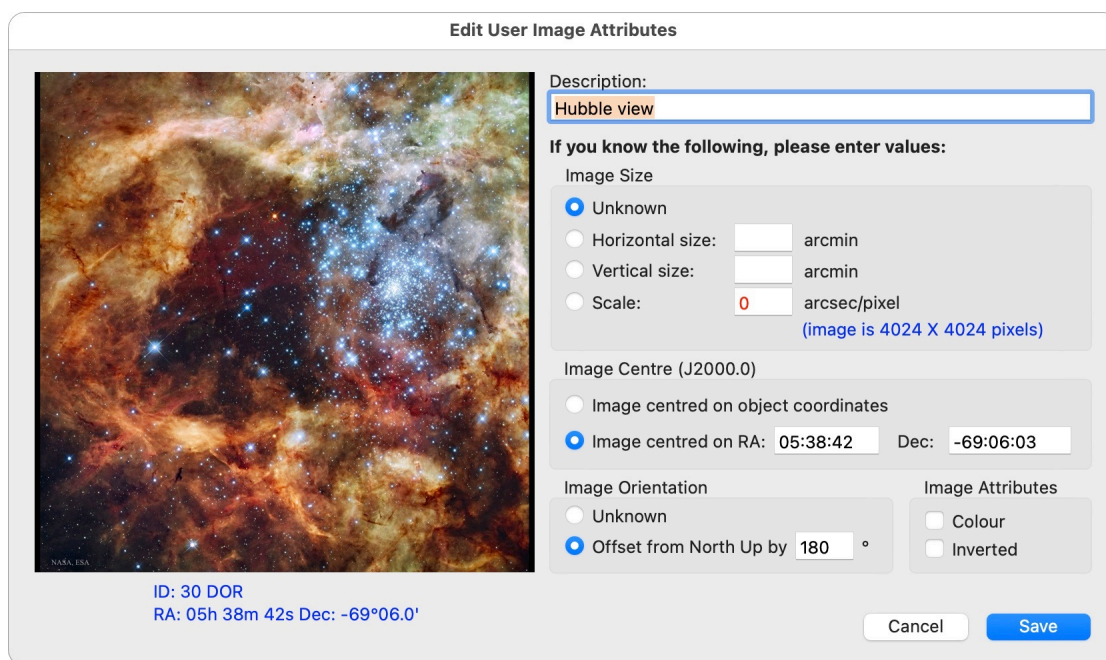 Edit User Image Attributes
Description:
Hubble view
If you know the following, please enter values:
Image Size
Unknown
Horizontal size: arcmin
Vertical size: arcmin
Scale: 0 arcsec/pixel
(image is 4024 X 4024 pixels)
Image Centre (J2000.0)
Image centred on object coordinates
Image centred on RA: 05:38:42 Dec: -69:06:03
Image Orientation
Unknown
Offset from North Up by 180 °
Image Attributes
Colour
Inverted
NASA, ESA
ID: 30 DOR
RA: 05h 38m 42s Dec: -69°06.0'
Cancel Save